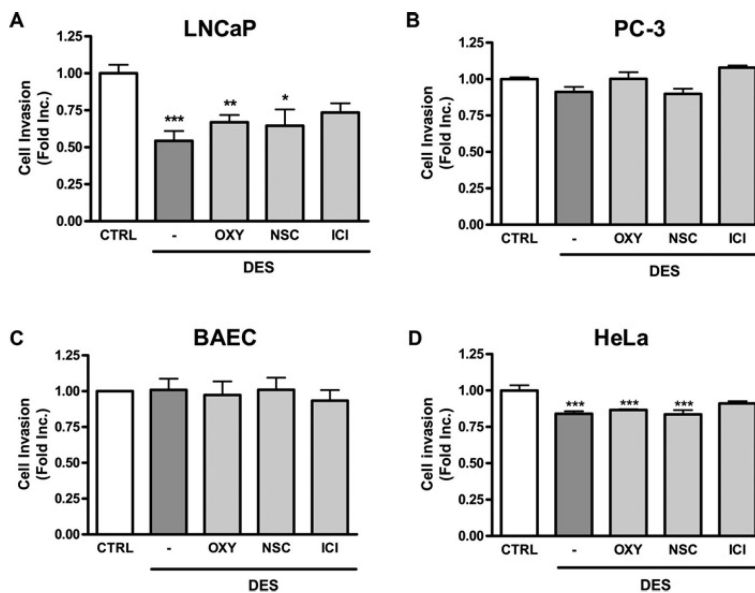 A
LNCaP
Cell Invasion
(Fold Inc.)
1.25
1.00
0.75
0.50
0.25
0.00
***
**
*
CTRL - OXY NSC ICI
DES
B
PC-3
Cell Invasion
(Fold Inc.)
1.25
1.00
0.75
0.50
0.25
0.00
CTRL - OXY NSC ICI
DES
C
BAEC
Cell Invasion
(Fold Inc.)
1.25
1.00
0.75
0.50
0.25
0.00
CTRL - OXY NSC ICI
DES
D
HeLa
Cell invasion
(Fold Inc.)
1.25
1.00
0.75
0.50
0.25
0.00
*** *** ***
CTRL - OXY NSC ICI
DES